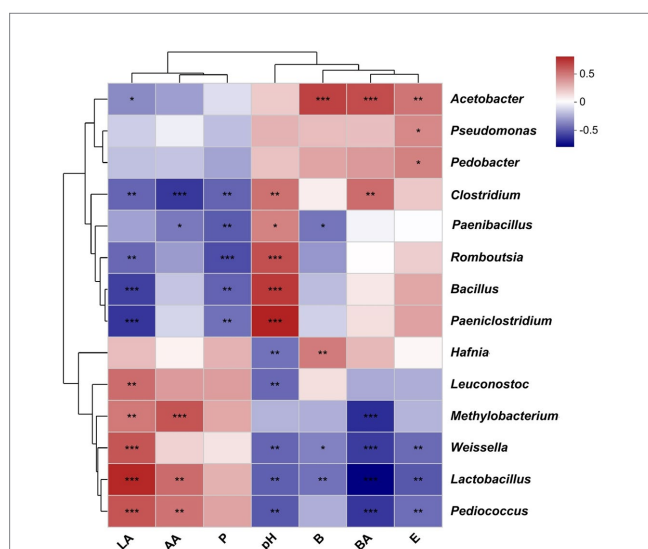 0.5
0
-0.5
* *** *** ** Acetobacter
* Pseudomonas
* Pedobacter
** *** ** ** ** Clostridium
* ** * * Paenibacillus
** *** *** Romboutsia
*** ** *** Bacillus
*** ** *** Paeniclostridium
** ** Hafnia
** ** Leuconostoc
** *** *** Methylobacterium
*** ** * *** ** Weissella
*** ** ** ** *** ** Lactobacillus
*** ** ** *** ** Pediococcus
LA AA P pH B BA E